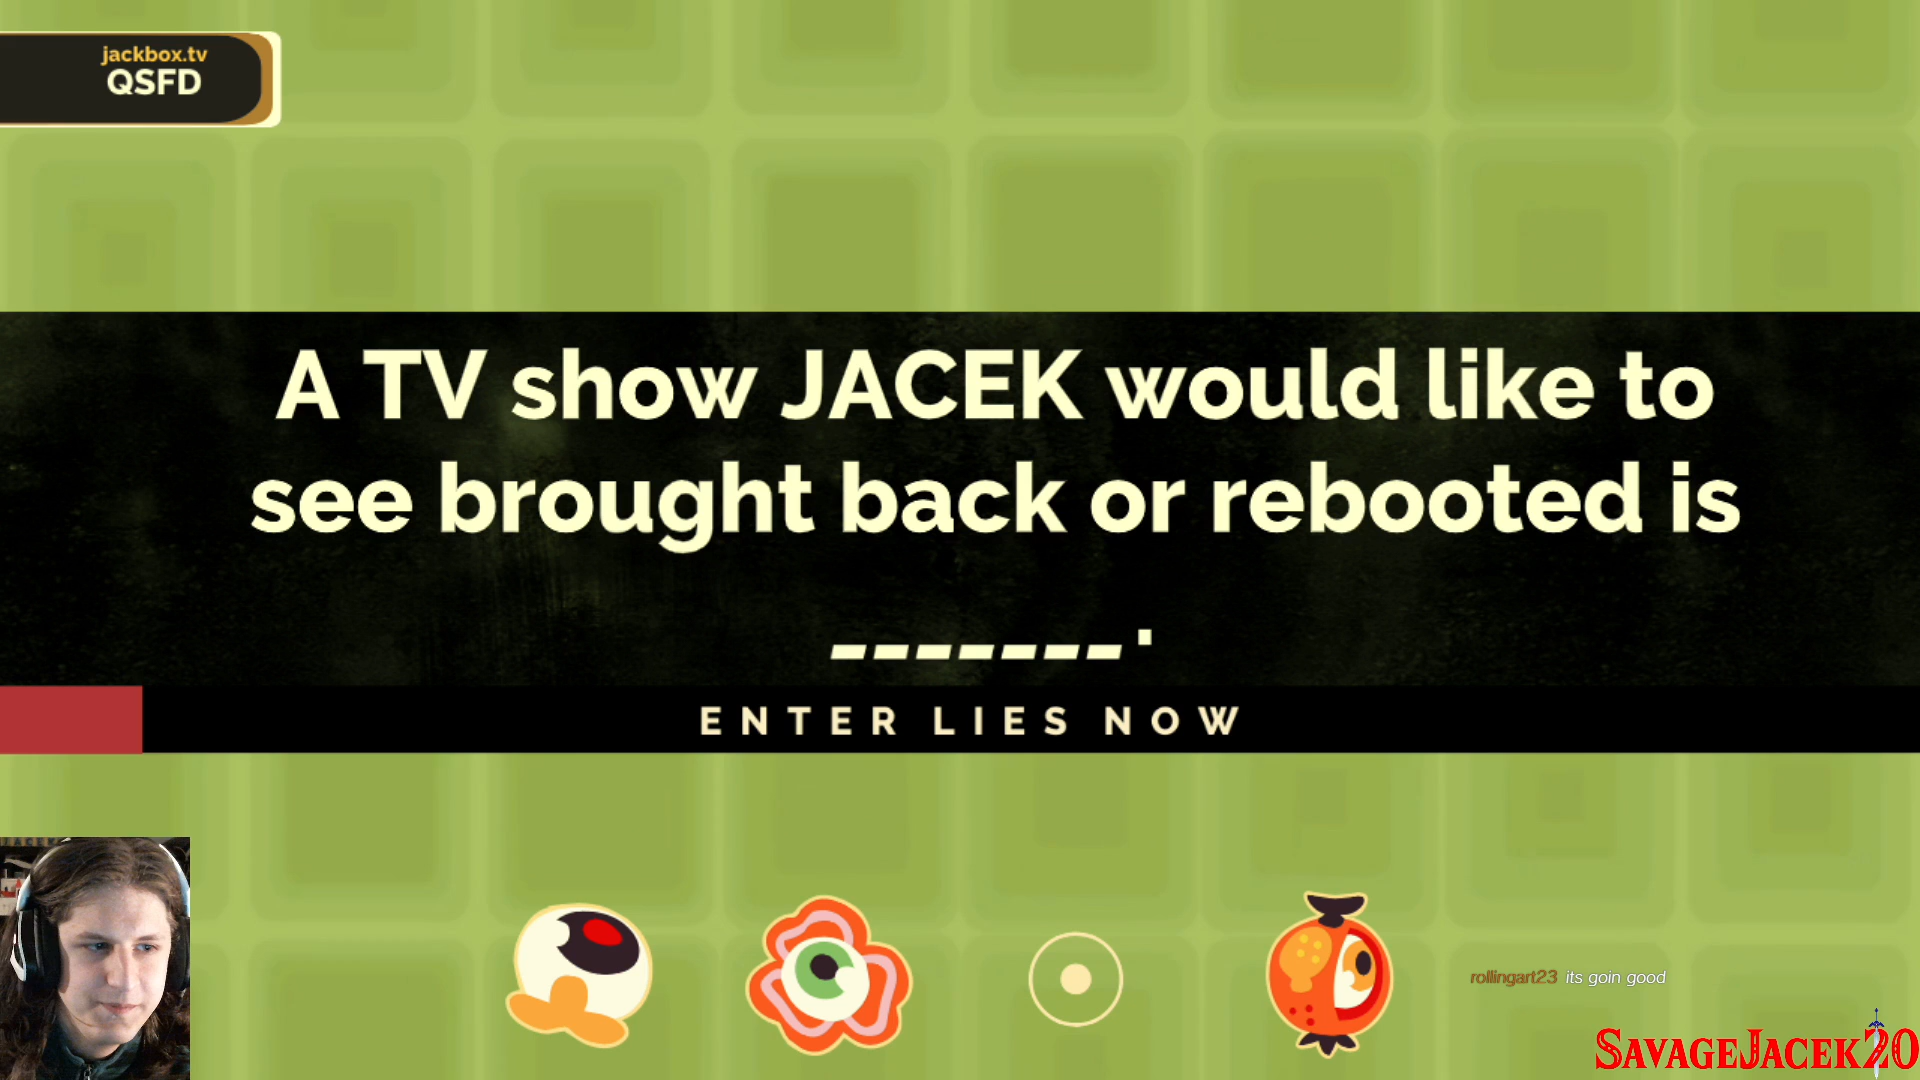 jackbox.tv
QSFD
A TV show JACEK would like to
see brought back or rebooted is
_______.
ENTER LIES NOW
rollingart23 its goin good
SAVAGEJACEK20